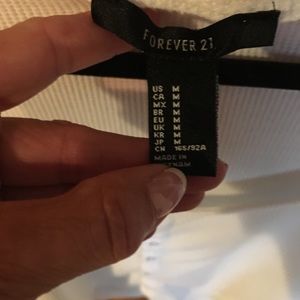 FOREVER 21
US M
CA M
MX M
BR M
EU M
UK M
KR M
JP M
CN 165/92A
MADE IN